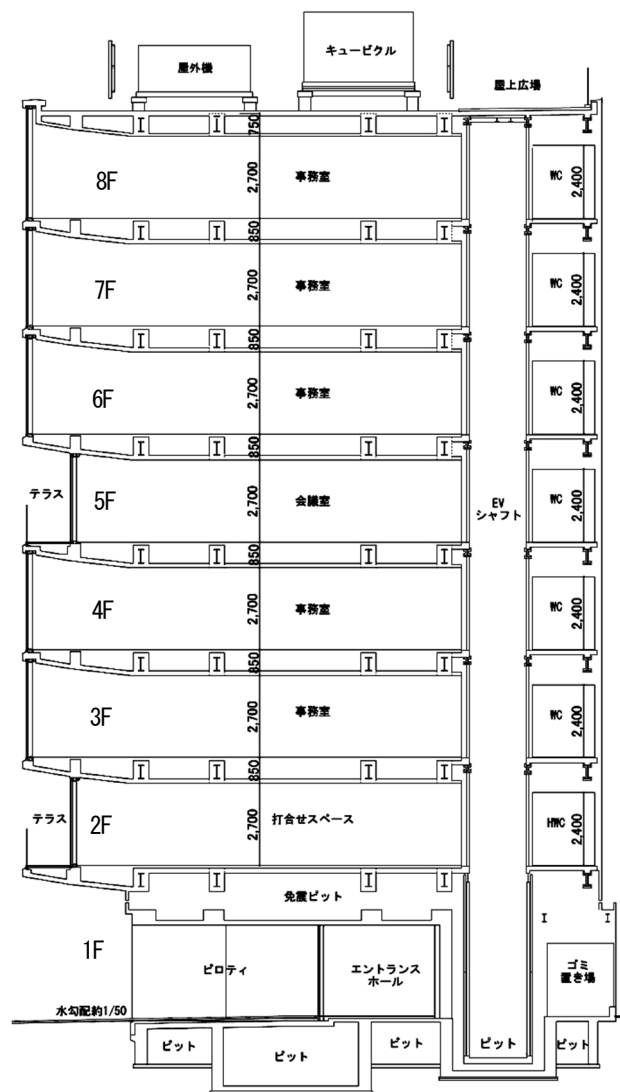 キュービクル
屋外機
屋上広場
750
8F
2,700
事務室
WC
2,400
850
7F
2,700
事務室
WC
2,400
850
6F
2,700
事務室
WC
2,400
850
テラス
5F
2,700
会議室
EV
シャフト
WC
2,400
850
4F
2,700
事務室
WC
2,400
850
3F
2,700
事務室
WC
2,400
850
テラス
2F
2,700
打合せスペース
HWC
2,400
免震ピット
1F
ピロティ
エントランス
ホール
ゴミ
置き場
水勾配約1/50
ピット
ピット
ピット
ピット
ピット